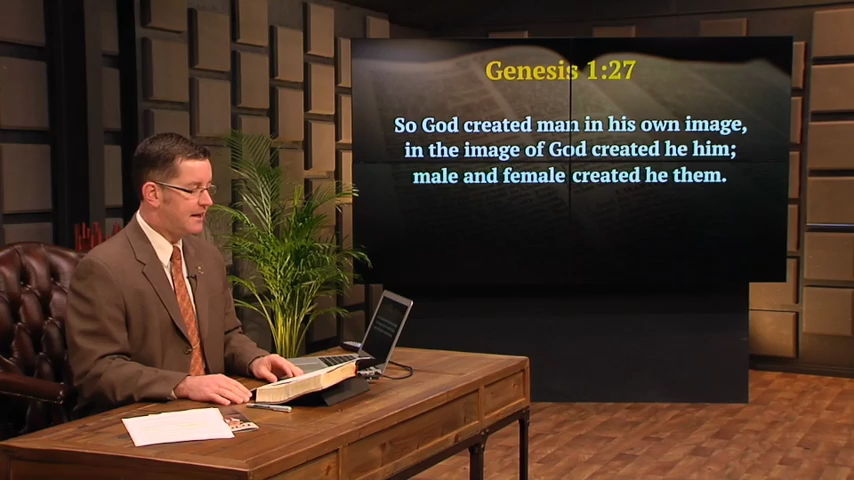 Genesis 1:27
So God created man in his own image,
in the image of God created he him;
male and female created he them.